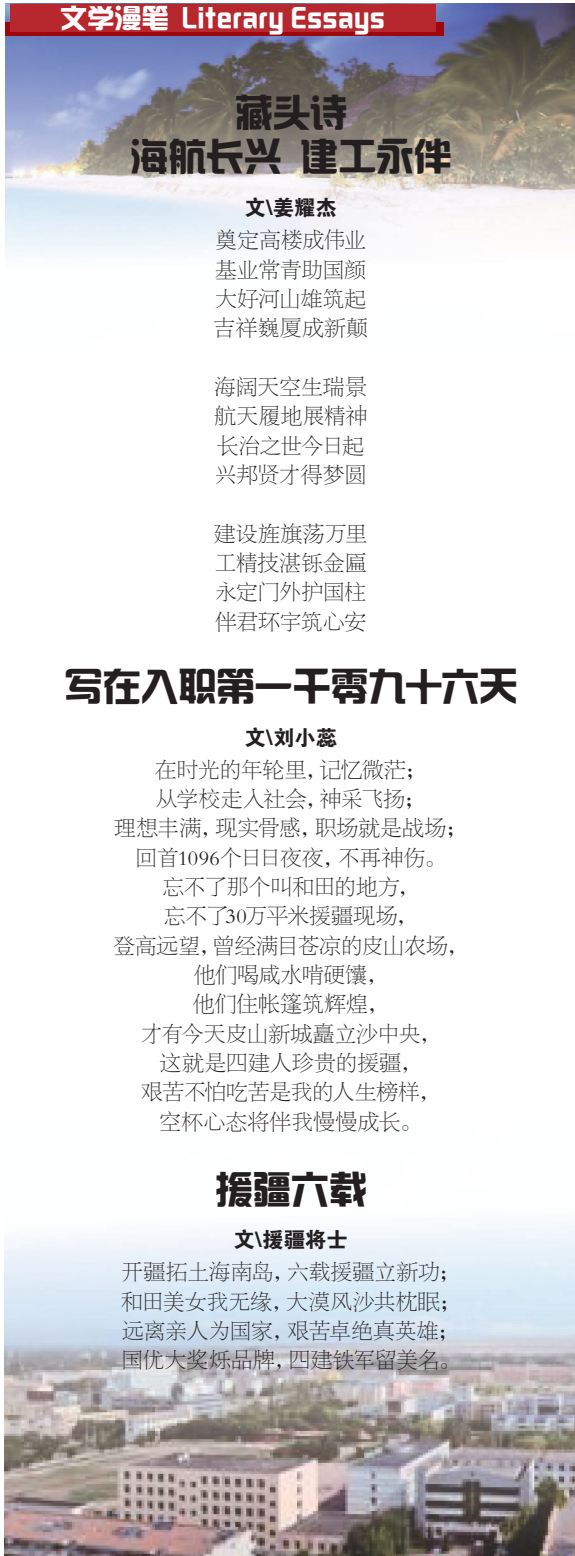 文学漫笔 Literary Essays
藏头诗
海航长兴 建工永伴
文\姜耀杰
奠定高楼成伟业
基业常青助国颜
大好河山雄筑起
吉祥巍厦成新颠
海阔天空生瑞景
航天履地展精神
长治之世今日起
兴邦贤才得梦圆
建设旌旗荡万里
工精技湛铄金匾
永定门外护国柱
伴君环宇筑心安
写在入职第一千零九十六天
文\刘小蕊
在时光的年轮里，记忆微茫；
从学校走入社会，神采飞扬；
理想丰满，现实骨感，职场就是战场；
回首1096个日日夜夜，不再神伤。
忘不了那个叫和田的地方，
忘不了30万平米援疆现场，
登高远望，曾经满目苍凉的皮山农场，
他们喝咸水啃硬馕，
他们住帐篷筑辉煌，
才有今天皮山新城矗立沙中央，
这就是四建人珍贵的援疆，
艰苦不怕吃苦是我的人生榜样，
空杯心态将伴我慢慢成长。
援疆六载
文\援疆将士
开疆拓土海南岛，六载援疆立新功；
和田美女我无缘，大漠风沙共枕眠；
远离亲人为国家，艰苦卓绝真英雄；
国优大奖烁品牌，四建铁军留美名。